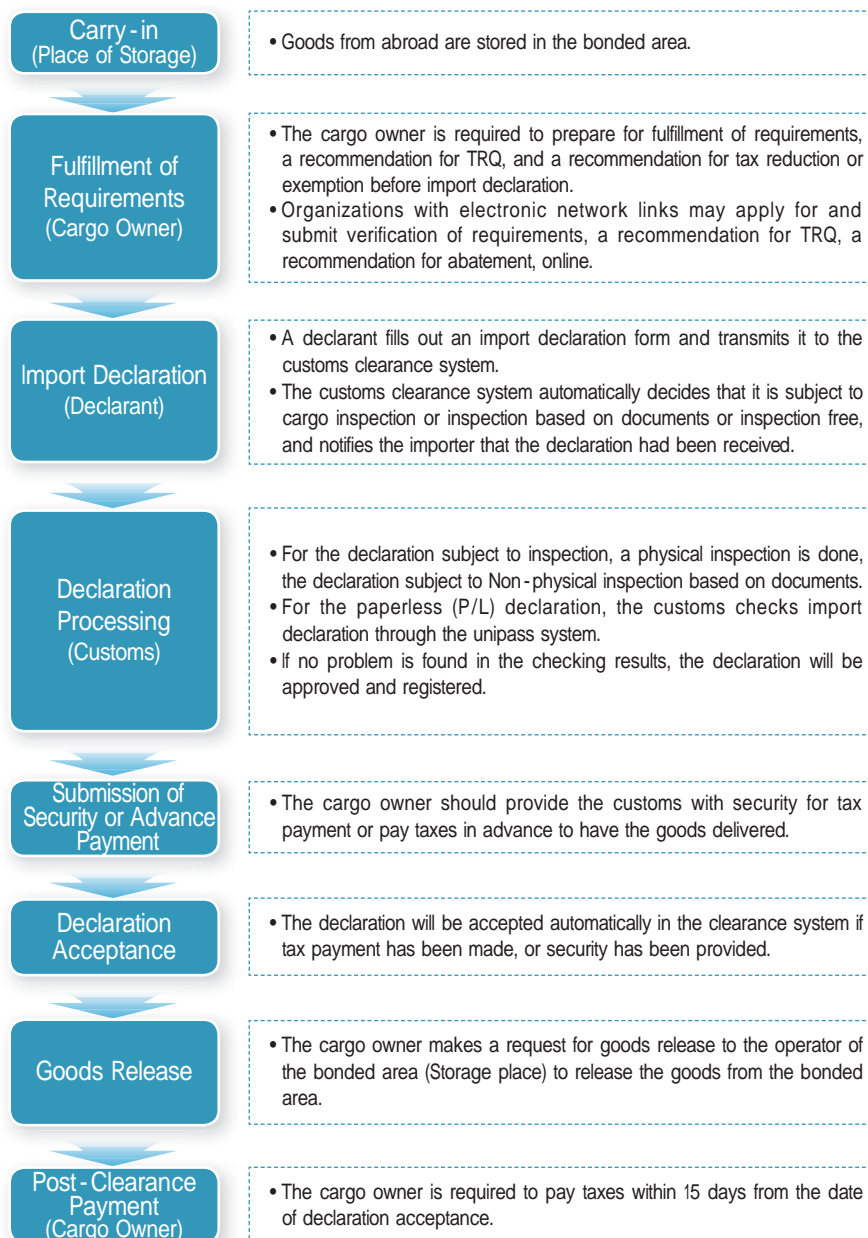 Carry-in
(Place of Storage)
• Goods from abroad are stored in the bonded area.
Fulfillment of
Requirements
(Cargo Owner)
• The cargo owner is required to prepare for fulfillment of requirements,
a recommendation for TRQ, and a recommendation for tax reduction or
exemption before import declaration.
• Organizations with electronic network links may apply for and
submit verification of requirements, a recommendation for TRQ, a
recommendation for abatement, online.
Import Declaration
(Declarant)
• A declarant fills out an import declaration form and transmits it to the
customs clearance system.
• The customs clearance system automatically decides that it is subject to
cargo inspection or inspection based on documents or inspection free,
and notifies the importer that the declaration had been received.
Declaration
Processing
(Customs)
• For the declaration subject to inspection, a physical inspection is done,
the declaration subject to Non-physical inspection based on documents.
• For the paperless (P/L) declaration, the customs checks import
declaration through the unipass system.
• If no problem is found in the checking results, the declaration will be
approved and registered.
Submission of
Security or Advance
Payment
• The cargo owner should provide the customs with security for tax
payment or pay taxes in advance to have the goods delivered.
Declaration
Acceptance
• The declaration will be accepted automatically in the clearance system if
tax payment has been made, or security has been provided.
Goods Release
• The cargo owner makes a request for goods release to the operator of
the bonded area (Storage place) to release the goods from the bonded
area.
Post-Clearance
Payment
(Cargo Owner)
• The cargo owner is required to pay taxes within 15 days from the date
of declaration acceptance.